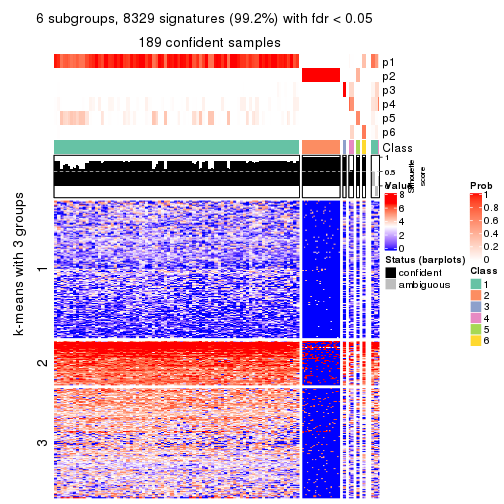 6 subgroups, 8329 signatures (99.2%) with fdr < 0.05
189 confident samples
p1
p2
p3
p4
p5
p6
Class
1
0.5
0
Silhouette
score
k-means with 3 groups
1
2
3
Value
8
6
4
2
0
Status (barplots)
confident
ambiguous
Prob
1
0.8
0.6
0.4
0.2
0
Class
1
2
3
4
5
6